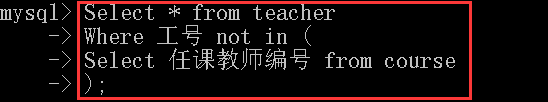 mysql> Select * from teacher
-> Where 工号 not in (
-> Select 任课教师编号 from course
-> );